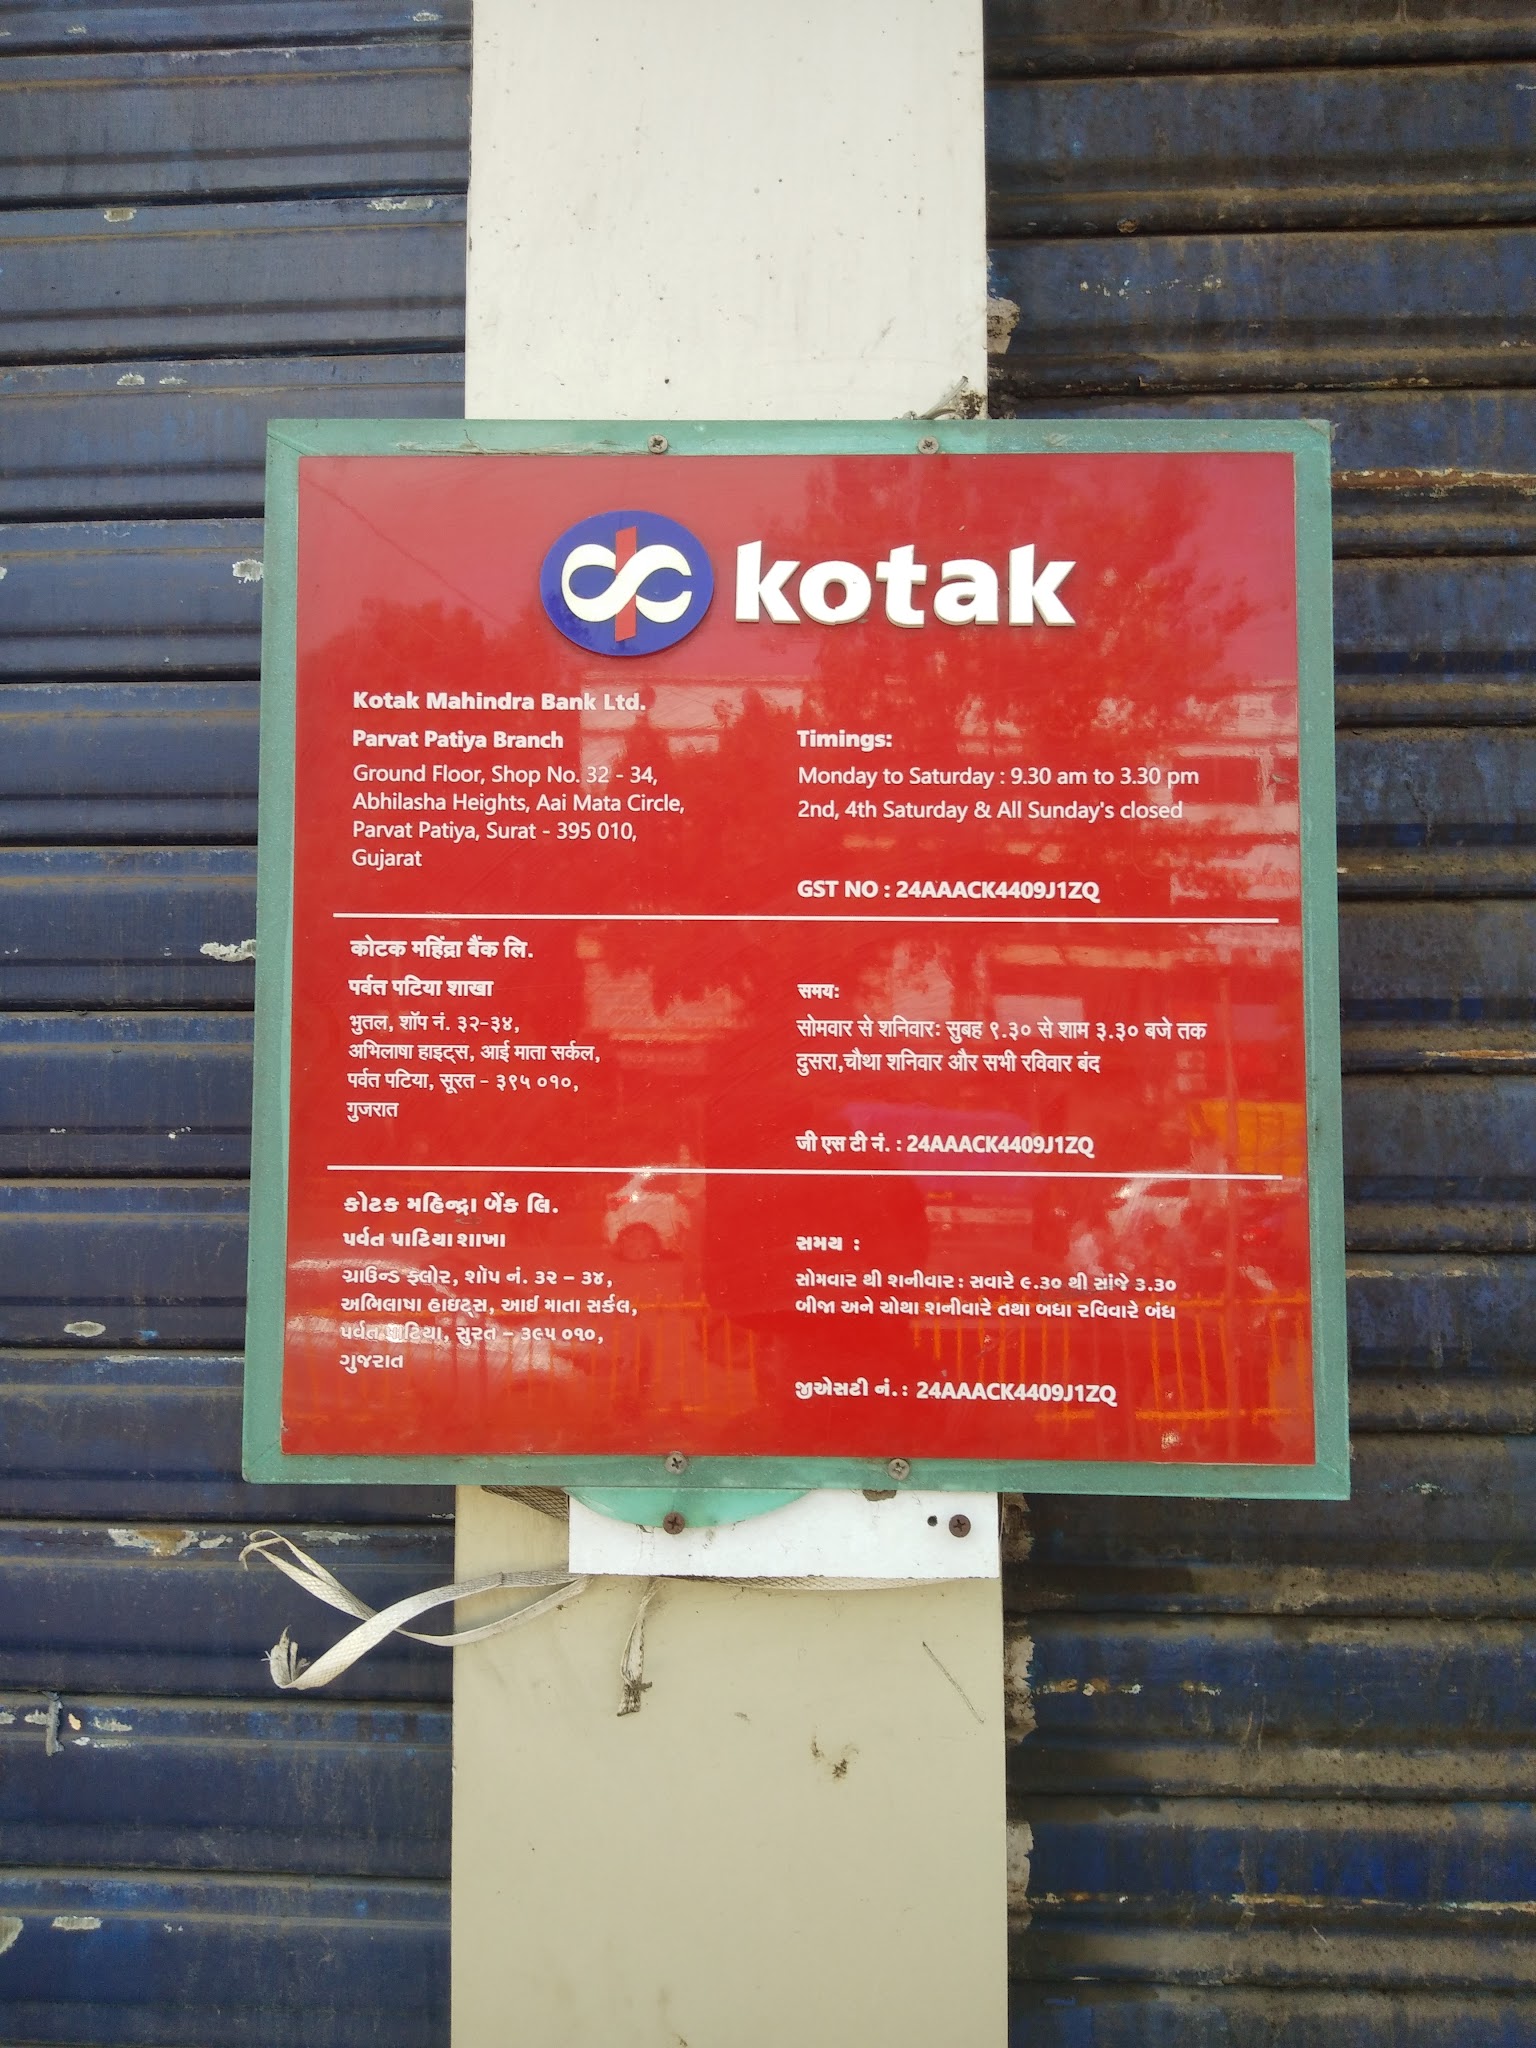 kotak
Kotak Mahindra Bank Ltd.
Parvat Patiya Branch
Ground Floor, Shop No. 32 - 34,
Abhilasha Heights, Aai Mata Circle,
Parvat Patiya, Surat - 395 010,
Gujarat
Timings:
Monday to Saturday : 9.30 am to 3.30 pm
2nd, 4th Saturday & All Sunday's closed
GST NO : 24AAACK4409J1ZQ
कोटक महिंद्रा बैंक लि.
पर्वत पटिया शाखा
भुतल, शॉप नं. ३२-३४,
अभिलाषा हाइट्स, आई माता सर्कल,
पर्वत पटिया, सूरत - ३९५ ०१०,
गुजरात
समय:
सोमवार से शनिवार: सुबह ९.३० से शाम ३.३० बजे तक
दुसरा,चौथा शनिवार और सभी रविवार बंद
जी एस टी नं. : 24AAACK4409J1ZQ
કોટક મહિન્દ્રા બેંક લિ.
પર્વત પાટિયા શાખા
ગ્રાઉન્ડ ફ્લોર, શૉપ નં. ૩૨ – ૩૪,
અભિલાષા હાઇટ્સ, આઈ માતા સર્કલ,
પર્વત પાટિયા, સુરત – ૩૯૫ ૦૧૦,
ગુજરાત
સમય :
સોમવાર થી શનીવાર : સવારે ૯.૩૦ થી સાંજે ૩.૩૦
બીજા અને ચોથા શનીવારે તથા બધા રવિવારે બંધ
જીએસટી નં. : 24AAACK4409J1ZQ